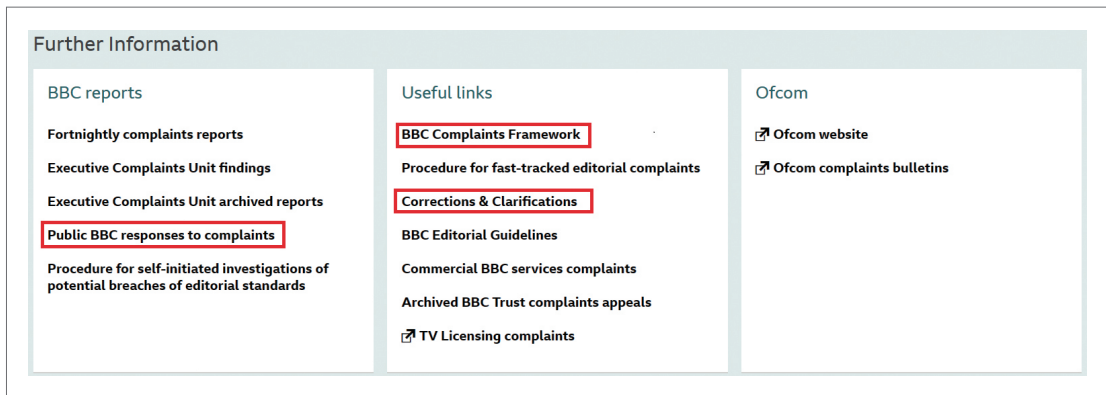 Further Information
BBC reports
Fortnightly complaints reports
Executive Complaints Unit findings
Executive Complaints Unit archived reports
Public BBC responses to complaints
Procedure for self-initiated investigations of
potential breaches of editorial standards
Useful links
BBC Complaints Framework
Procedure for fast-tracked editorial complaints
Corrections & Clarifications
BBC Editorial Guidelines
Commercial BBC services complaints
Archived BBC Trust complaints appeals
TV Licensing complaints
Ofcom
Ofcom website
Ofcom complaints bulletins